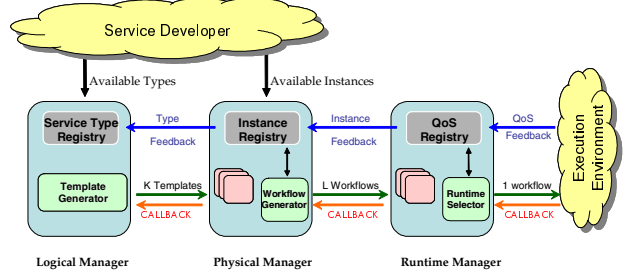 Service Developer
Available Types
Available Instances
Service Type
Registry
Type
Feedback
Instance
Registry
Instance
Feedback
QoS
Registry
QoS
Feedback
Execution
Environment
Template
Generator
K Templates
CALLBACK
Workflow
Generator
L Workflows
CALLBACK
Runtime
Selector
1 workflow
CALLBACK
Logical Manager
Physical Manager
Runtime Manager